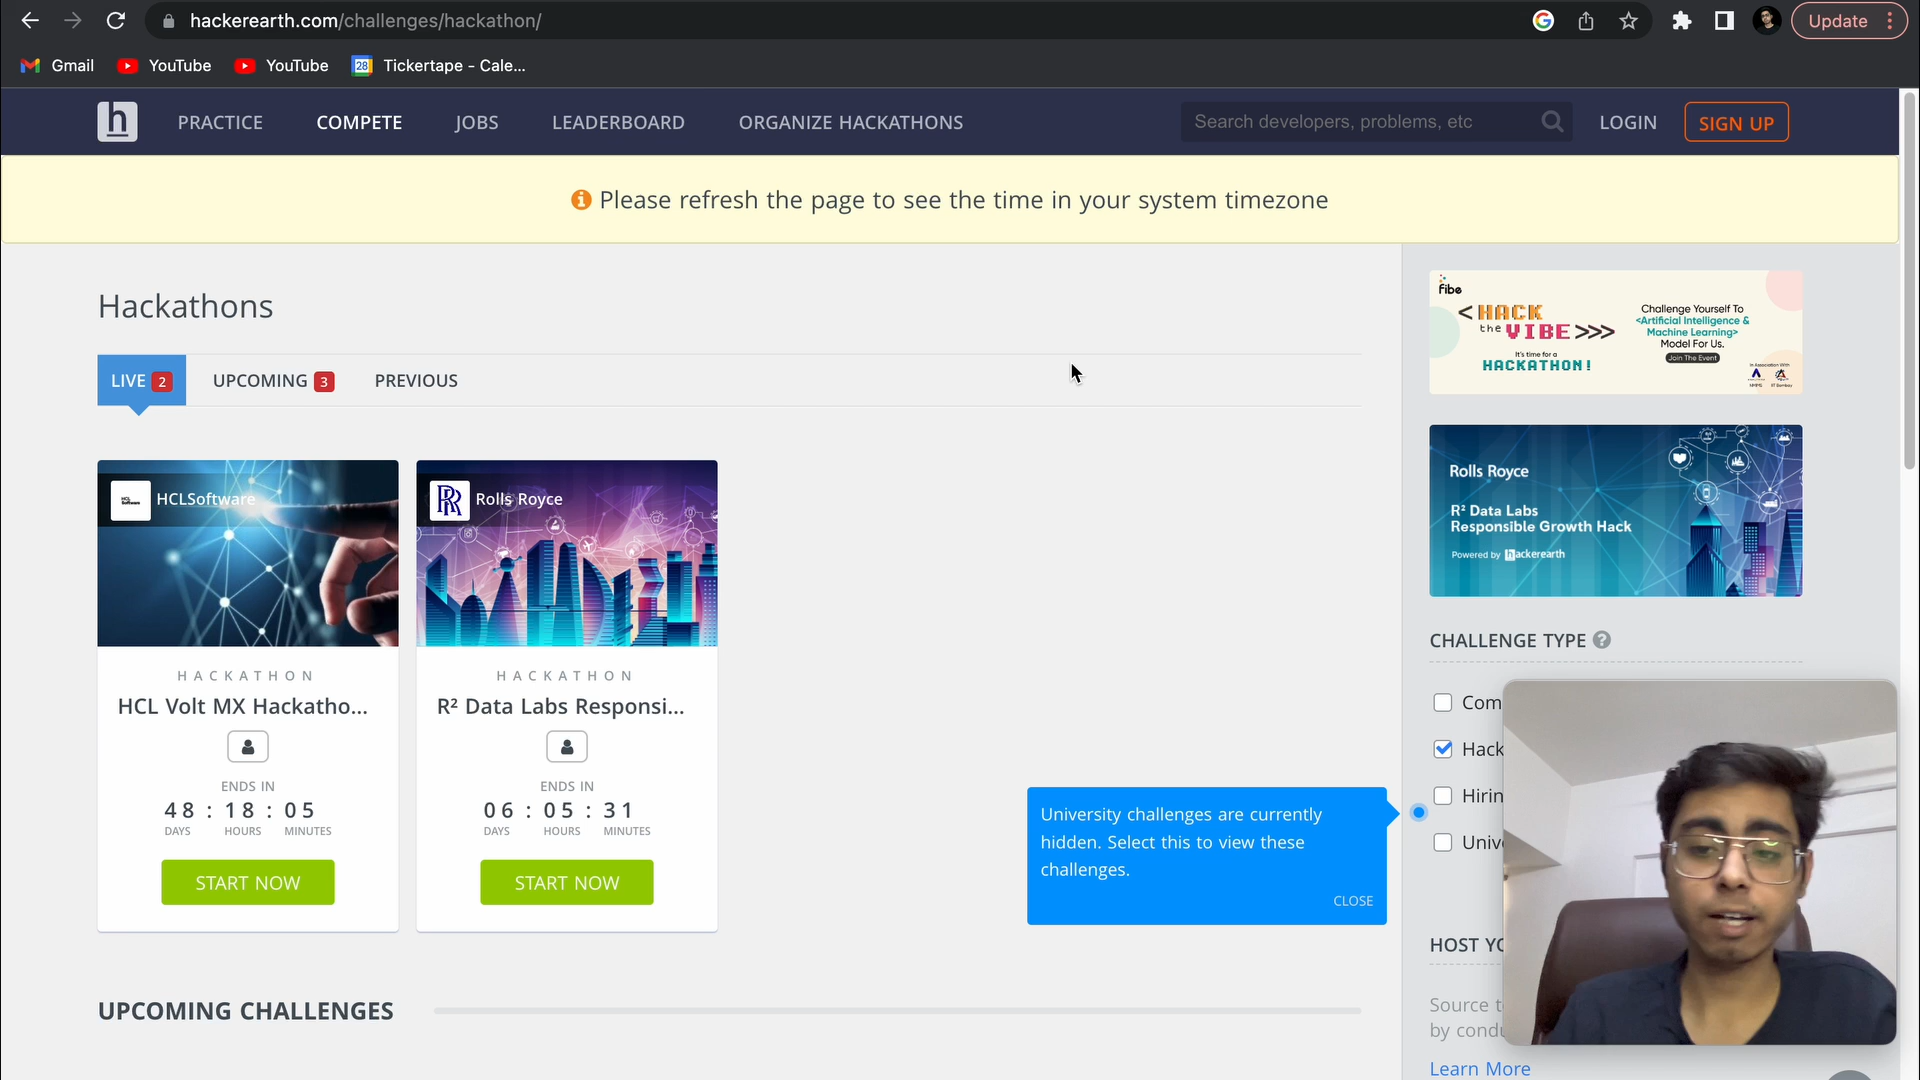 hackerearth.com/challenges/hackathon/
Update
Gmail
YouTube
YouTube
28
Tickertape - Cale...
h
PRACTICE
COMPETE
JOBS
LEADERBOARD
ORGANIZE HACKATHONS
Search developers, problems, etc
LOGIN
SIGN UP
Please refresh the page to see the time in your system timezone
Hackathons
LIVE 2
UPCOMING 3
PREVIOUS
HCLSoftware
HACKATHON
HCL Volt MX Hackatho...
ENDS IN
48 : 18 : 05
DAYS HOURS MINUTES
START NOW
Rolls Royce
HACKATHON
R² Data Labs Responsi...
ENDS IN
06 : 05 : 31
DAYS HOURS MINUTES
START NOW
University challenges are currently
hidden. Select this to view these
challenges.
CLOSE
UPCOMING CHALLENGES
fibe
<HACK
the VIBE>>>
It's time for a
HACKATHON!
Challenge Yourself To
<Artificial Intelligence &
Machine Learning>
Model For Us.
Join The Event
In Association With
Rolls Royce
R² Data Labs
Responsible Growth Hack
Powered by hackerearth
CHALLENGE TYPE ?
Com
Hack
Hirin
Unive
HOST YO
Source t
by condu
Learn More